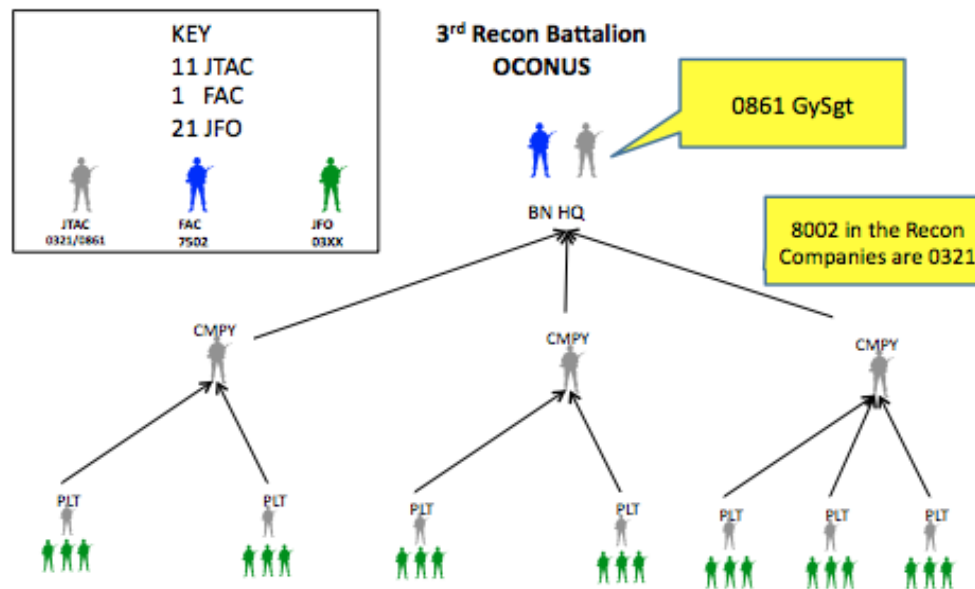 KEY
11 JTAC
1 FAC
21 JFO
JTAC
0321/0861
FAC
7502
JFO
03XX
3rd Recon Battalion
OCONUS
0861 GySgt
BN HQ
8002 in the Recon
Companies are 0321
CMPY
CMPY
CMPY
PLT
PLT
PLT
PLT
PLT
PLT
PLT